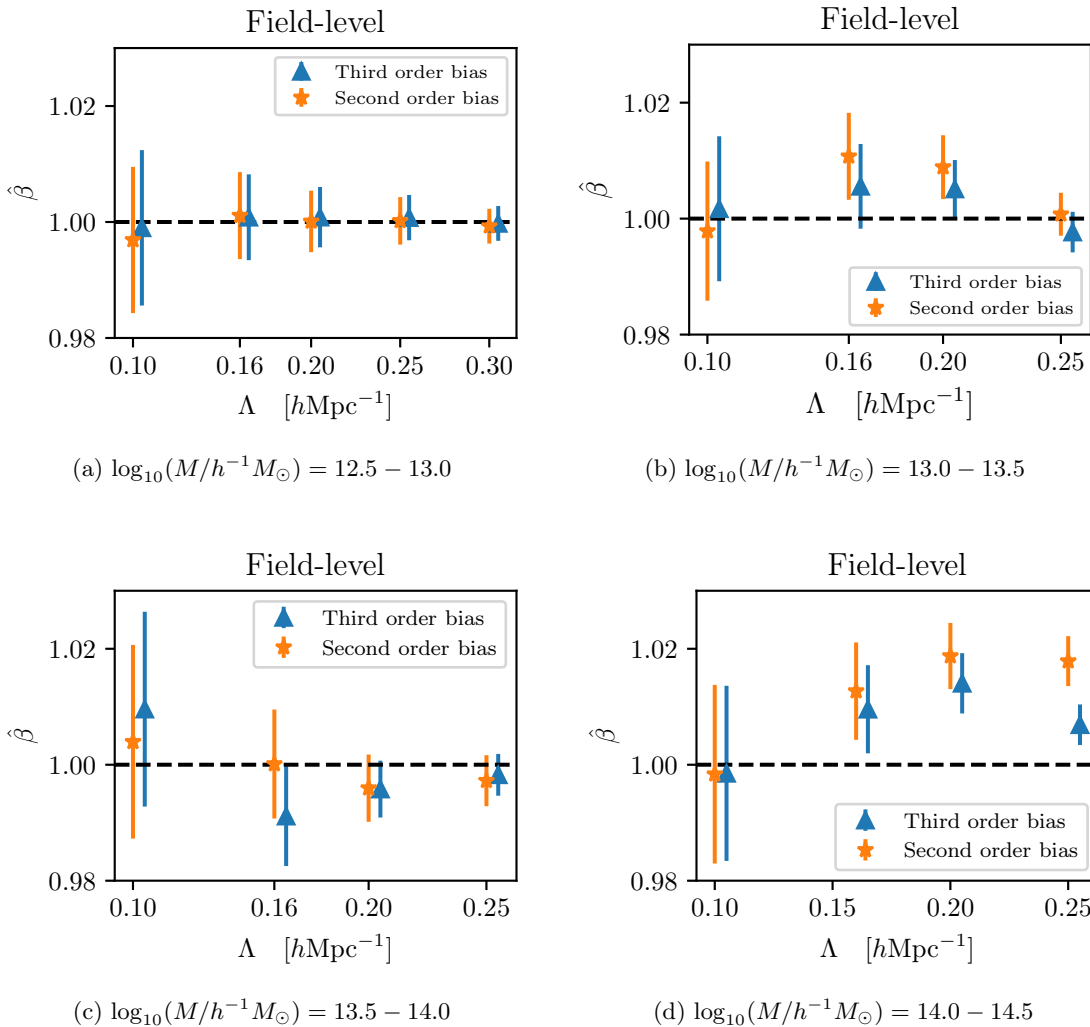 Field-level
1.02
1.00
0.98
β̂
Third order bias
Second order bias
0.10 0.16 0.20 0.25 0.30
Λ [hMpc⁻¹]
(a) log₁₀(M/h⁻¹M⊙) = 12.5 − 13.0
Field-level
1.02
1.00
0.98
β̂
Third order bias
Second order bias
0.10 0.16 0.20 0.25
Λ [hMpc⁻¹]
(b) log₁₀(M/h⁻¹M⊙) = 13.0 − 13.5
Field-level
1.02
1.00
0.98
β̂
Third order bias
Second order bias
0.10 0.16 0.20 0.25
Λ [hMpc⁻¹]
(c) log₁₀(M/h⁻¹M⊙) = 13.5 − 14.0
Field-level
1.02
1.00
0.98
β̂
Third order bias
Second order bias
0.10 0.15 0.20 0.25
Λ [hMpc⁻¹]
(d) log₁₀(M/h⁻¹M⊙) = 14.0 − 14.5